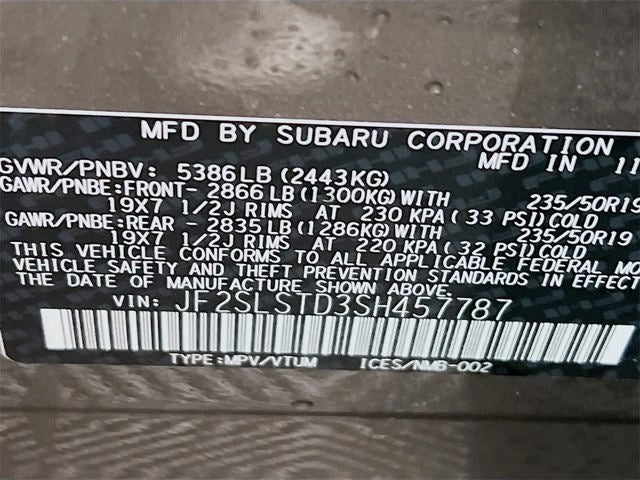 MFD BY SUBARU CORPORATION
MFD IN 11
GVWR/PNBV: 5386LB (2443KG)
GAWR/PNBE:FRONT- 2866 LB (1300KG)WITH 235/50R19
19X7 1/2J RIMS AT 230 KPA( 33 PSI)COLD
GAWR/PNBE:REAR - 2835 LB (1286KG)WITH 235/50R19
19X7 1/2J RIMS AT 220 KPA( 32 PSI)COLD
THIS VEHICLE CONFORMS TO ALL APPLICABLE FEDERAL MO
VEHICLE SAFETY AND THEFT PREVENTION STANDARDS IN EFFECT
THE DATE OF MANUFACTURE SHOWN ABOVE.
VIN: JF2SLSTD3SH457787
TYPE:MPV/VTUM ICES/NMB-002